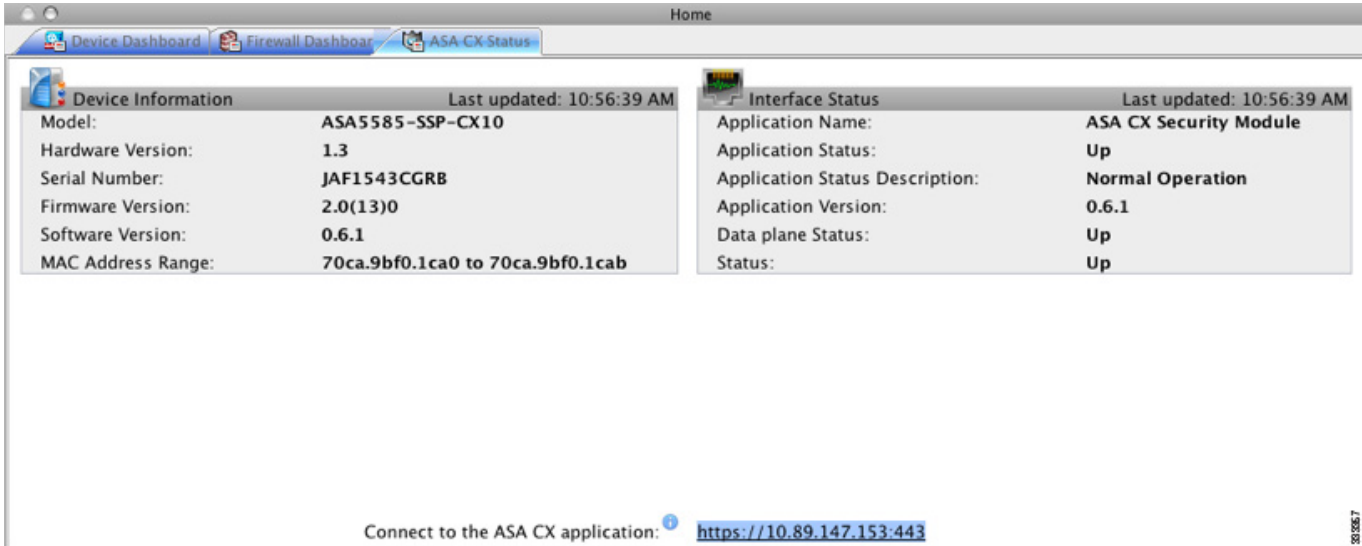 Home
Device Dashboard Firewall Dashboar ASA CX Status
Device Information Last updated: 10:56:39 AM
Model: ASA5585-SSP-CX10
Hardware Version: 1.3
Serial Number: JAF1543CGRB
Firmware Version: 2.0(13)0
Software Version: 0.6.1
MAC Address Range: 70ca.9bf0.1ca0 to 70ca.9bf0.1cab
Interface Status Last updated: 10:56:39 AM
Application Name: ASA CX Security Module
Application Status: Up
Application Status Description: Normal Operation
Application Version: 0.6.1
Data plane Status: Up
Status: Up
Connect to the ASA CX application: https://10.89.147.153:443